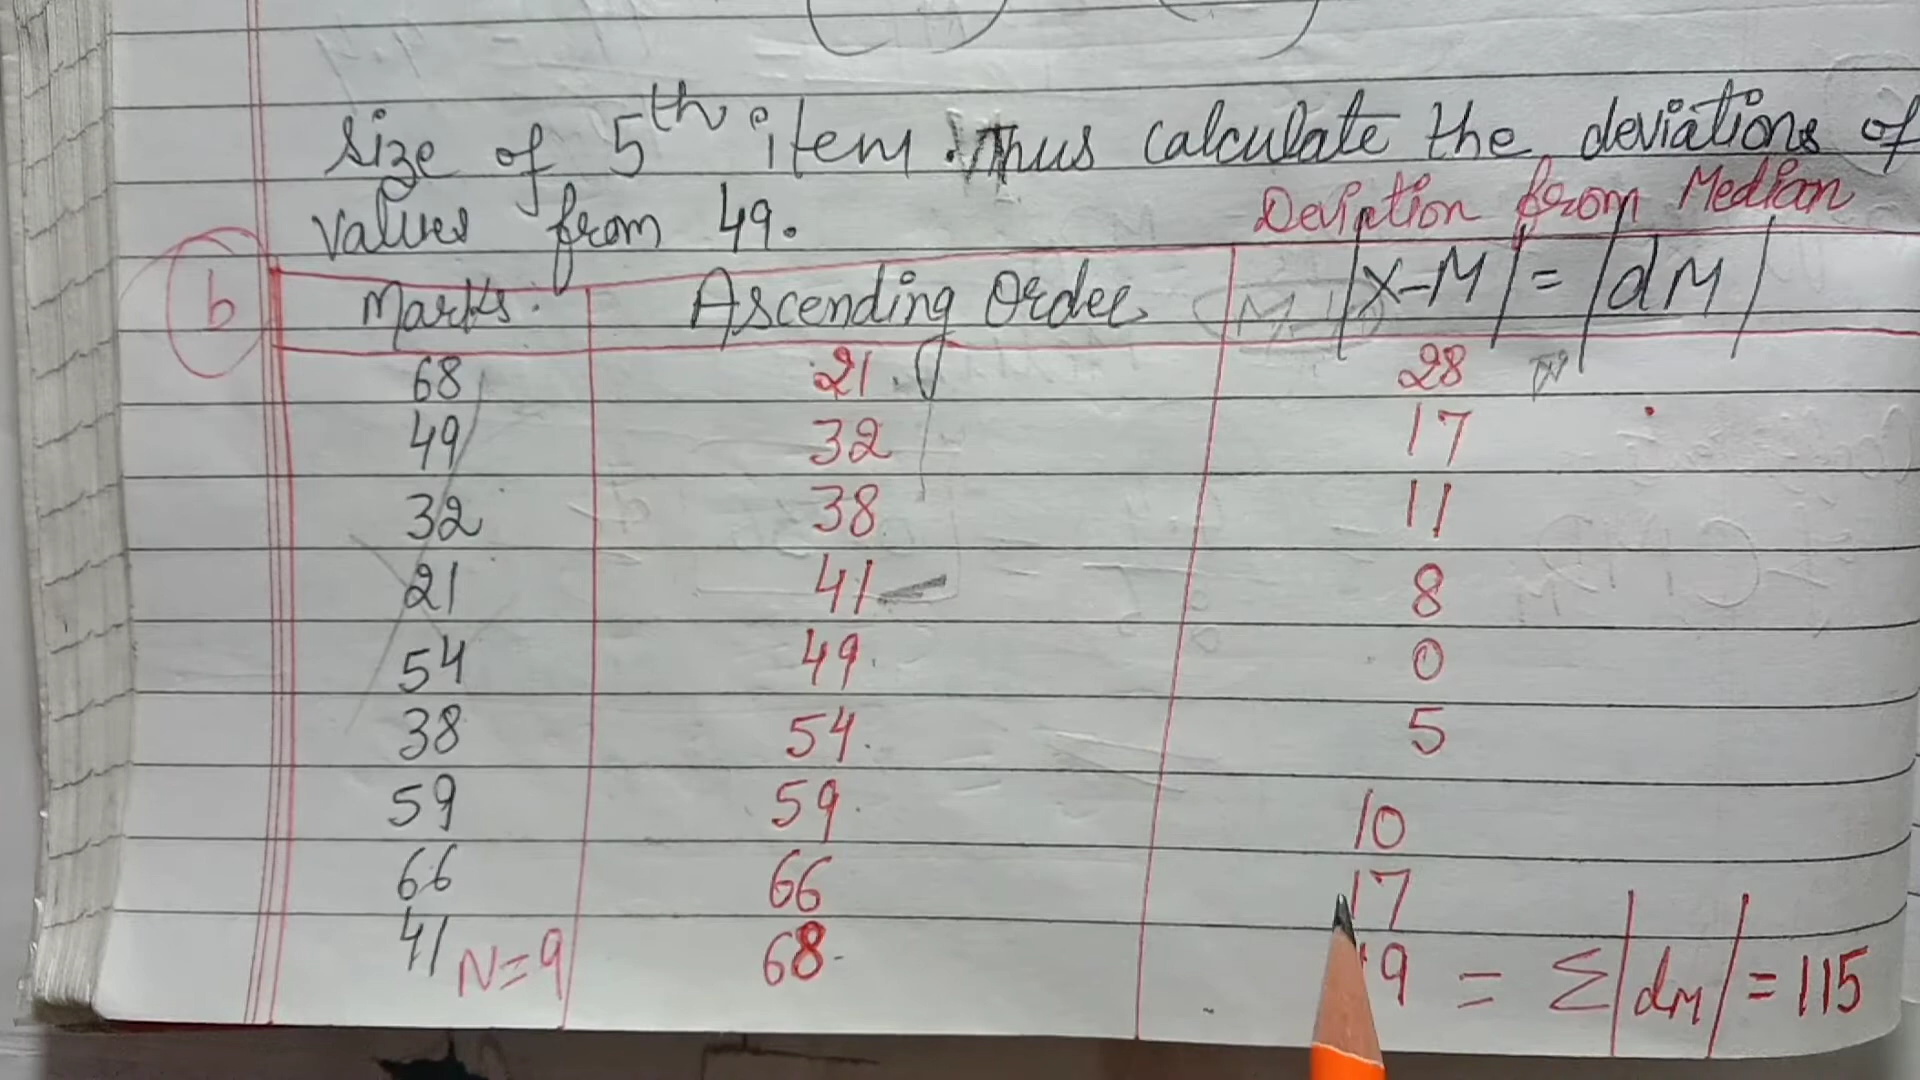 size of 5th item. Thus calculate the deviations of
values from 49.
Deviation from Median
b Marks. Ascending Order |X-M| = |dM|
68 21 28
49 32 17
32 38 11
21 41 8
54 49 0
38 54 5
59 59 10
66 66 17
41 N=9 68 19 = Σ|dM| = 115